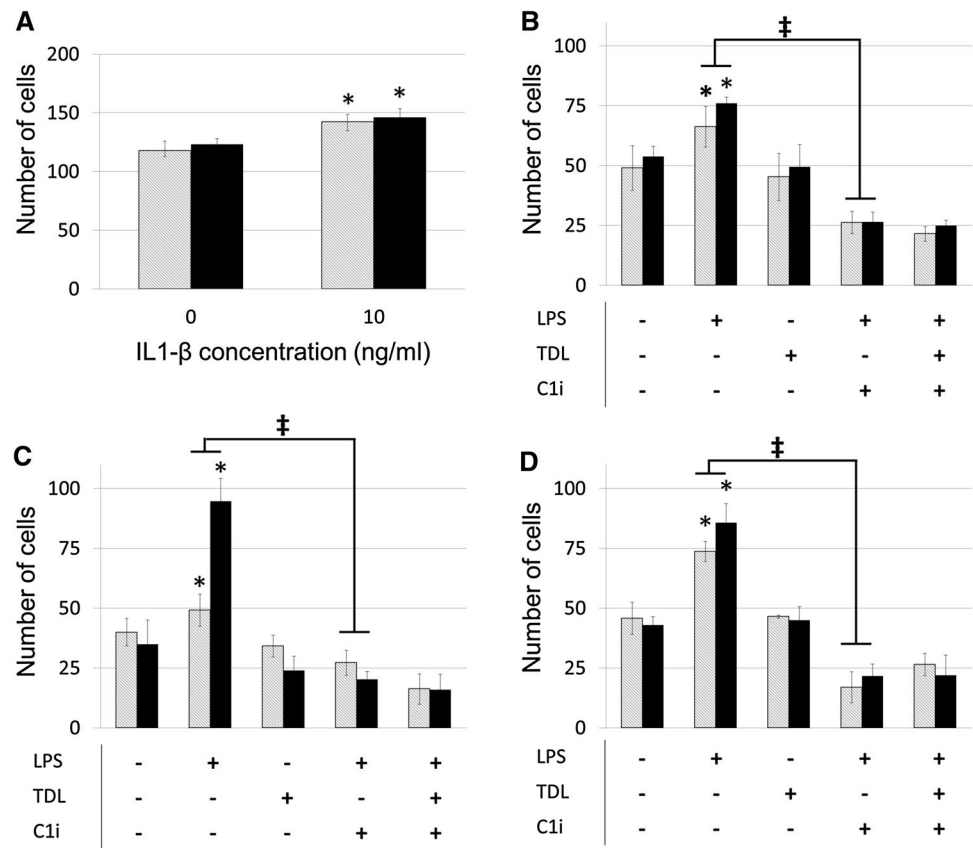 A
Number of cells
200
150
100
50
0
* *
0 10
IL1-β concentration (ng/ml)
B
Number of cells
100
75
50
25
0
‡
* *
LPS - + - + +
TDL - - + - +
C1i - - - + +
C
Number of cells
100
75
50
25
0
‡
* *
LPS - + - + +
TDL - - + - +
C1i - - - + +
D
Number of cells
100
75
50
25
0
‡
* *
LPS - + - + +
TDL - - + - +
C1i - - - + +